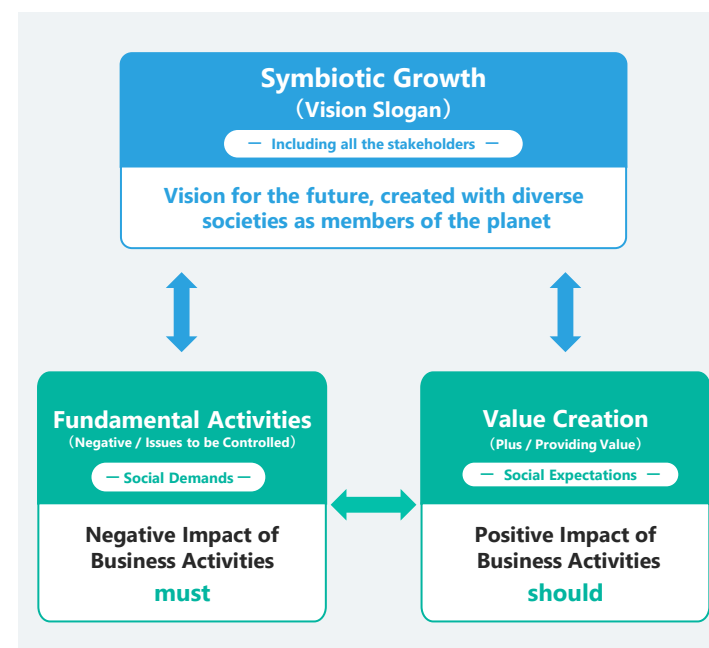 Symbiotic Growth
（Vision Slogan）
― Including all the stakeholders ―
Vision for the future, created with diverse
societies as members of the planet
Fundamental Activities
（Negative / Issues to be Controlled）
― Social Demands ―
Negative Impact of
Business Activities
must
Value Creation
（Plus / Providing Value）
― Social Expectations ―
Positive Impact of
Business Activities
should